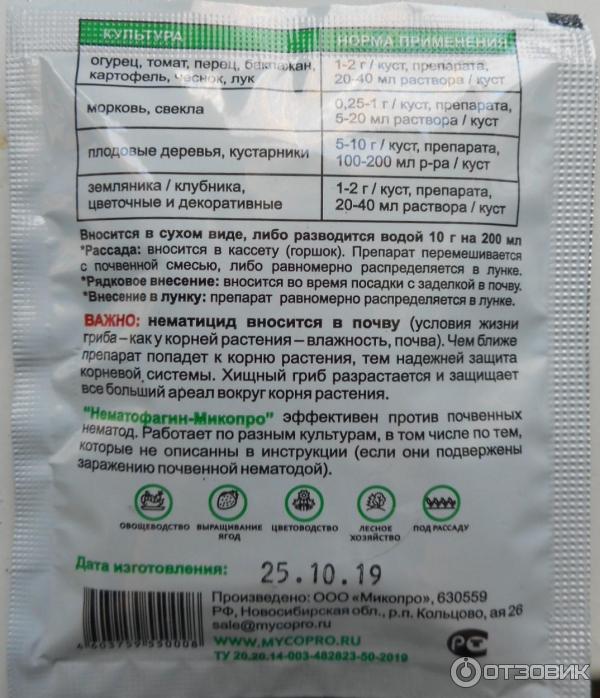 КУЛЬТУРА НОРМА ПРИМЕНЕНИЯ
огурец, томат, перец, баклажан,
картофель, чеснок, лук
1-2 г / куст, препарата,
20-40 мл раствора / куст
морковь, свекла
0,25-1 г / куст, препарата,
5-20 мл раствора / куст
плодовые деревья, кустарники
5-10 г / куст, препарата,
100-200 мл р-ра / куст
земляника / клубника,
цветочные и декоративные
1-2 г / куст, препарата,
20-40 мл раствора / куст
Вносится в сухом виде, либо разводится водой 10 г на 200 мл
*Рассада: вносится в кассету (горшок). Препарат перемешивается
с почвенной смесью, либо равномерно распределяется в лунке.
*Рядковое внесение: вносится во время посадки с заделкой в почву.
*Внесение в лунку: препарат равномерно распределяется в лунке.
ВАЖНО: нематицид вносится в почву (условия жизни
гриба – как у корней растения – влажность, почва). Чем ближе
препарат попадет к корню растения, тем надежней защита
корневой системы. Хищный гриб разрастается и защищает
все больший ареал вокруг корня растения.
"Нематофагин-Микопро" эффективен против почвенных
нематод. Работает по разным культурам, в том числе по тем,
которые не описанны в инструкции (если они подвержены
заражению почвенной нематодой).
ОВОЩЕВОДСТВО
ВЫРАЩИВАНИЕ
ЯГОД
ЦВЕТОВОДСТВО
ЛЕСНОЕ
ХОЗЯЙСТВО
ПОД РАССАДУ
Дата изготовления:
25.10.19
Произведено: ООО «Микопро», 630559
РФ, Новосибирская обл., р.п. Кольцово, ая 26
sale@mycopro.ru
WWW.MYCOPRO.RU
ТУ 20.20.14-003-482823-50-2019
4 603759 550008
РСТ
ОТЗОВИК